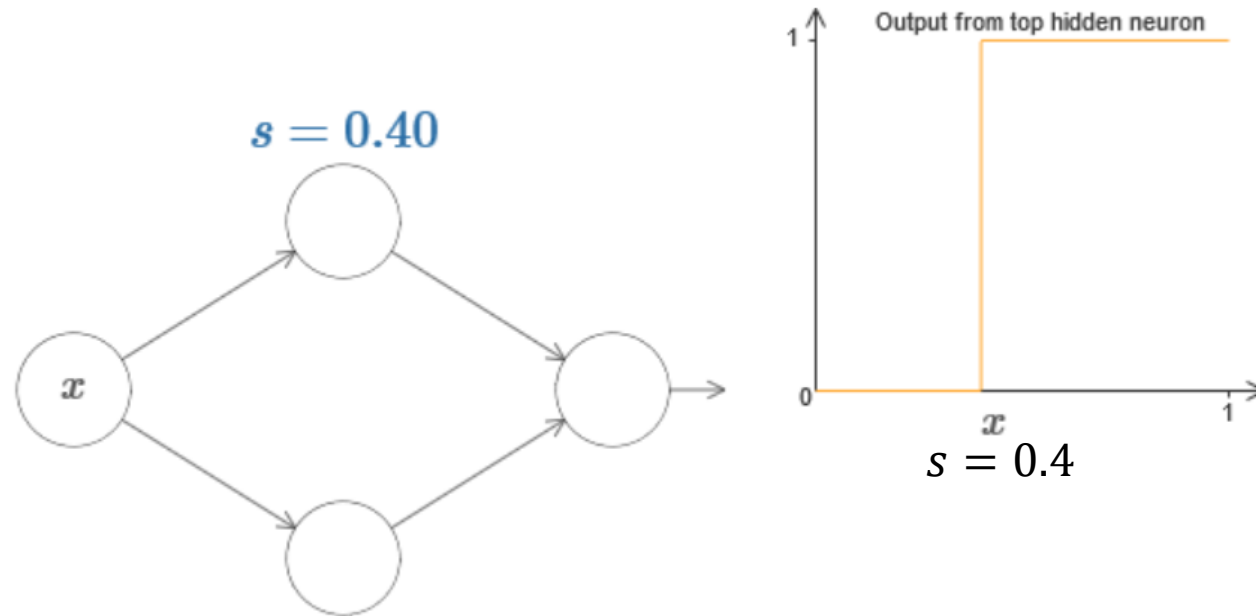 s = 0.40
x
Output from top hidden neuron
1
0
x
1
s = 0.4